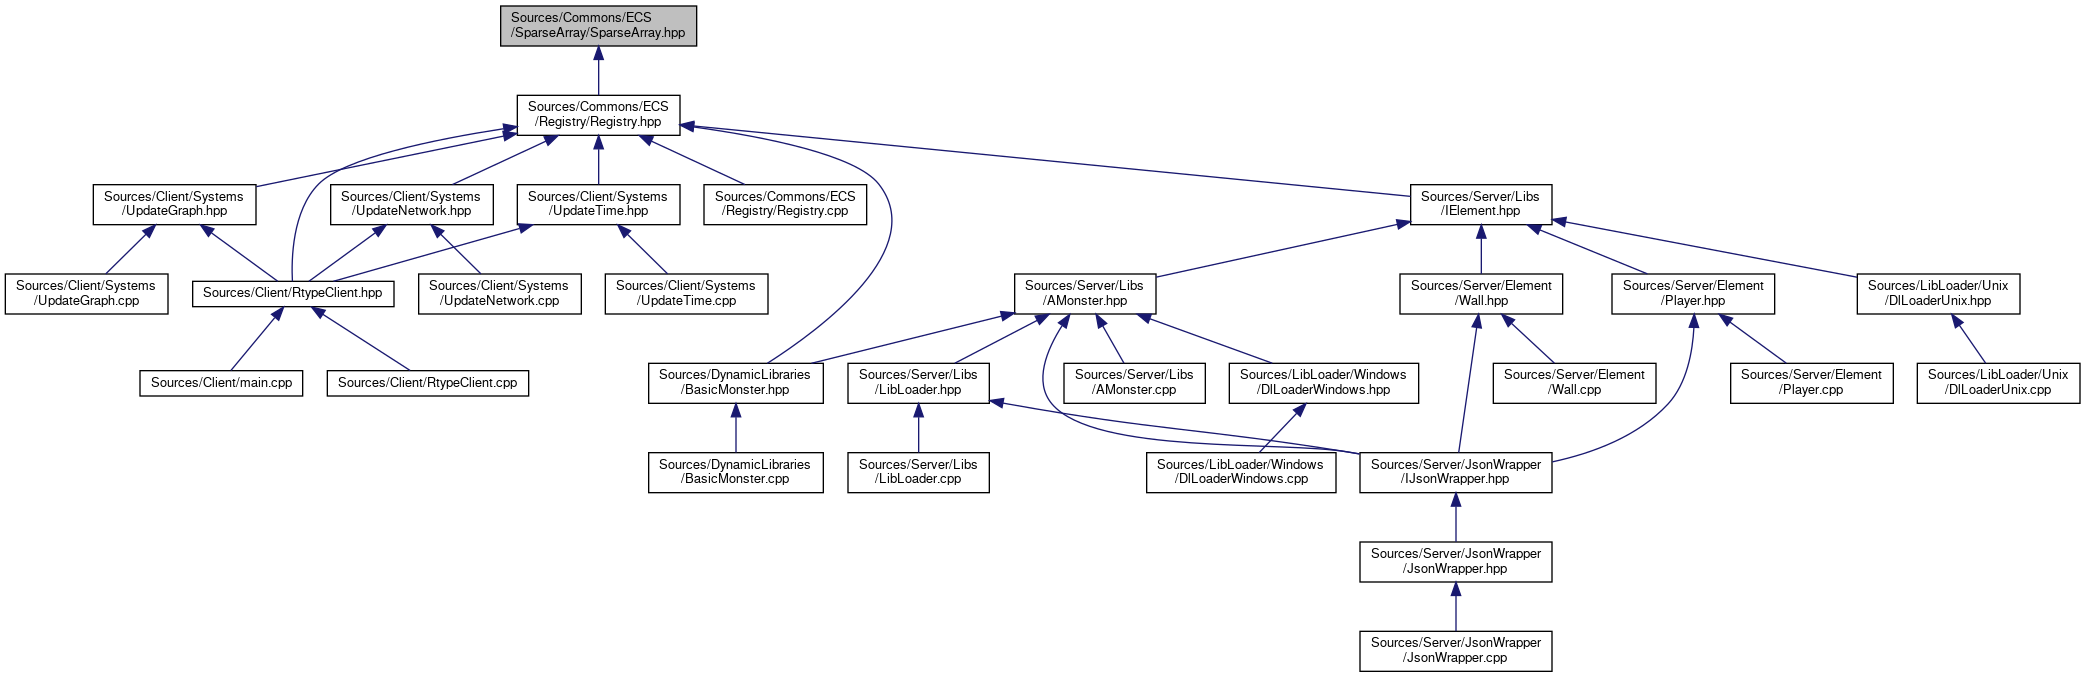 Sources/Commons/ECS
/SparseArray/SparseArray.hpp
Sources/Commons/ECS
/Registry/Registry.hpp
Sources/Client/Systems
/UpdateGraph.hpp
Sources/Client/Systems
/UpdateNetwork.hpp
Sources/Client/Systems
/UpdateTime.hpp
Sources/Commons/ECS
/Registry/Registry.cpp
Sources/Server/Libs
/IElement.hpp
Sources/Client/Systems
/UpdateGraph.cpp
Sources/Client/RtypeClient.hpp
Sources/Client/Systems
/UpdateNetwork.cpp
Sources/Client/Systems
/UpdateTime.cpp
Sources/Server/Libs
/AMonster.hpp
Sources/Server/Element
/Wall.hpp
Sources/Server/Element
/Player.hpp
Sources/LibLoader/Unix
/DlLoaderUnix.hpp
Sources/Client/main.cpp
Sources/Client/RtypeClient.cpp
Sources/DynamicLibraries
/BasicMonster.hpp
Sources/Server/Libs
/LibLoader.hpp
Sources/Server/Libs
/AMonster.cpp
Sources/LibLoader/Windows
/DlLoaderWindows.hpp
Sources/Server/Element
/Wall.cpp
Sources/Server/Element
/Player.cpp
Sources/LibLoader/Unix
/DlLoaderUnix.cpp
Sources/DynamicLibraries
/BasicMonster.cpp
Sources/Server/Libs
/LibLoader.cpp
Sources/LibLoader/Windows
/DlLoaderWindows.cpp
Sources/Server/JsonWrapper
/IJsonWrapper.hpp
Sources/Server/JsonWrapper
/JsonWrapper.hpp
Sources/Server/JsonWrapper
/JsonWrapper.cpp